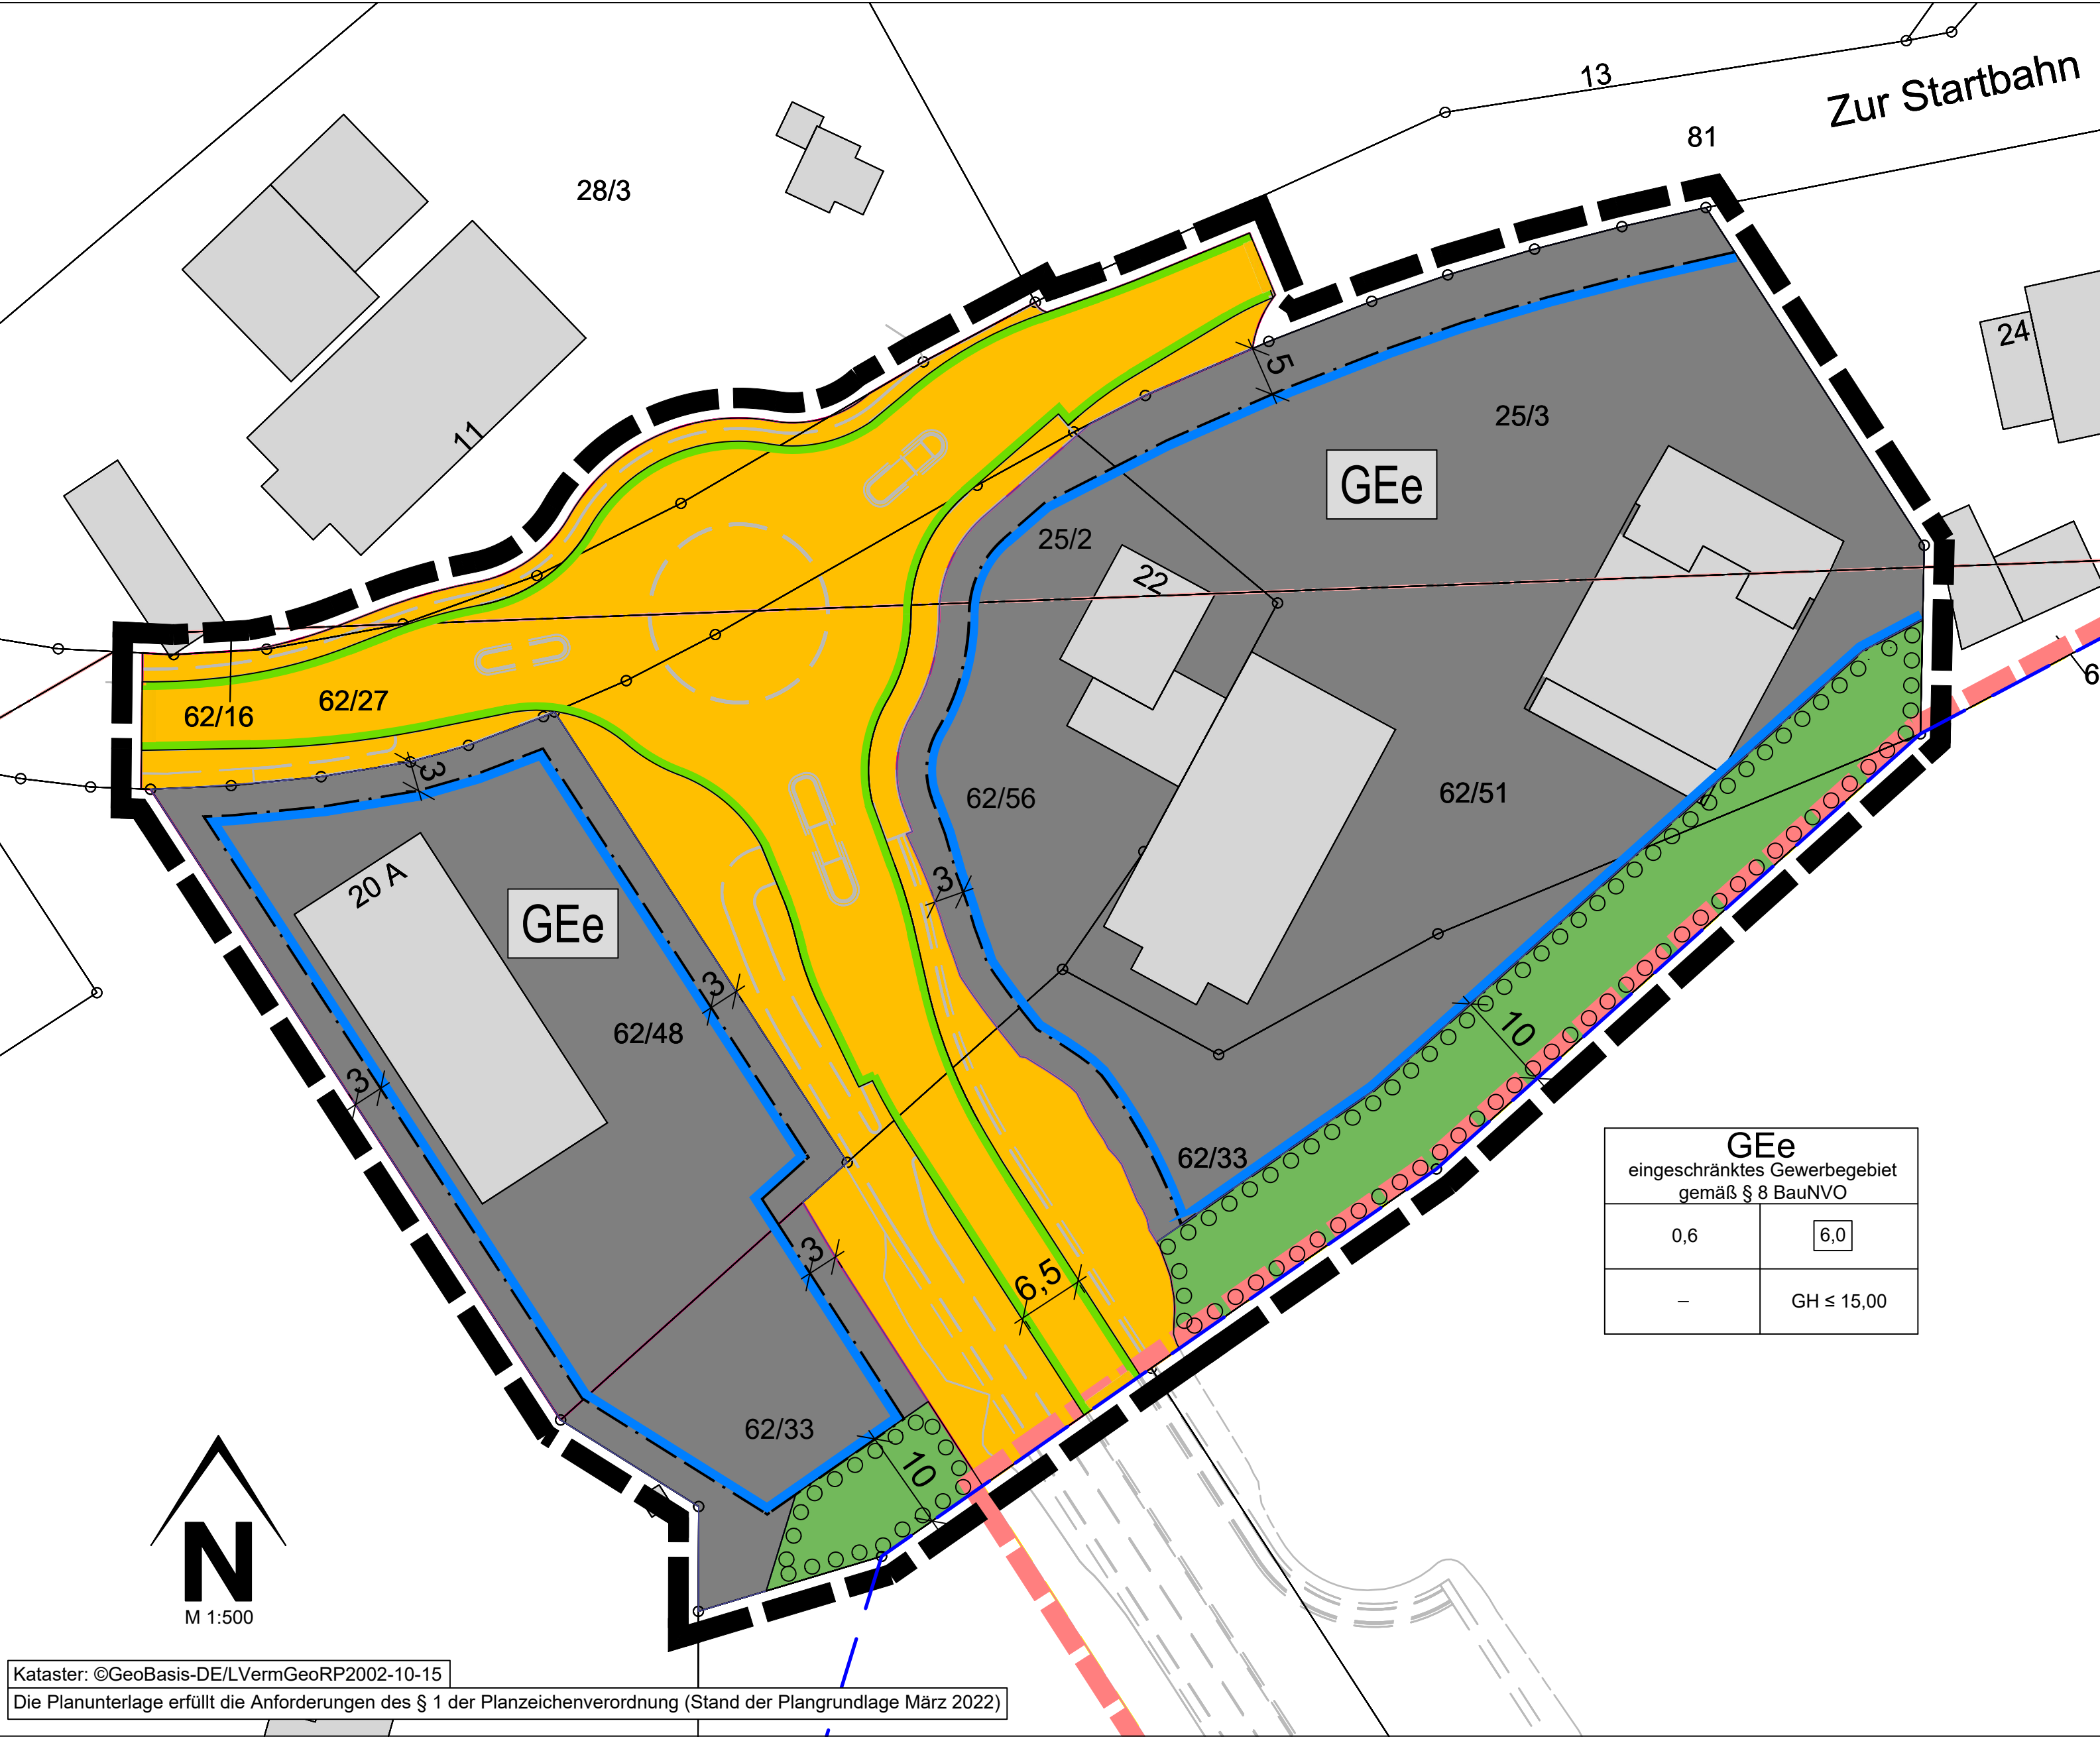 13
Zur Startbahn
81
28/3
24
5
25/3
11
GEe
25/2
22
62/16
62/27
3
62/56
62/51
20 A
GEe
3
3
62/48
10
3
62/33
GEe
eingeschränktes Gewerbegebiet
gemäß § 8 BauNVO
0,6
6,0
–
GH ≤ 15,00
3
6,5
62/33
10
N
M 1:500
Kataster: ©GeoBasis-DE/LVermGeoRP2002-10-15
Die Planunterlage erfüllt die Anforderungen des § 1 der Planzeichenverordnung (Stand der Plangrundlage März 2022)